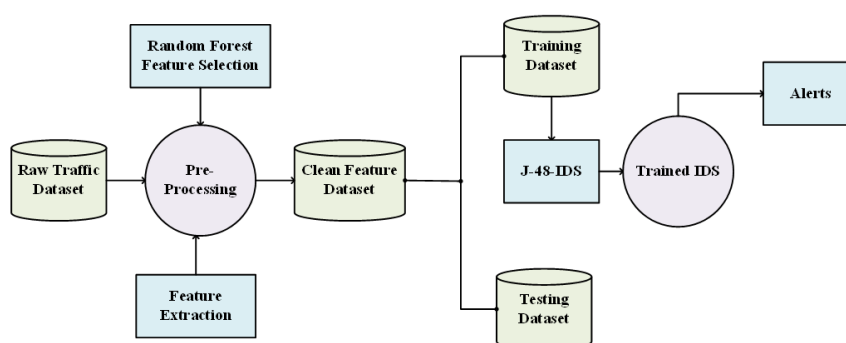 Random Forest
Feature Selection
Raw Traffic
Dataset
Pre-
Processing
Feature
Extraction
Clean Feature
Dataset
Training
Dataset
J-48-IDS
Trained IDS
Alerts
Testing
Dataset